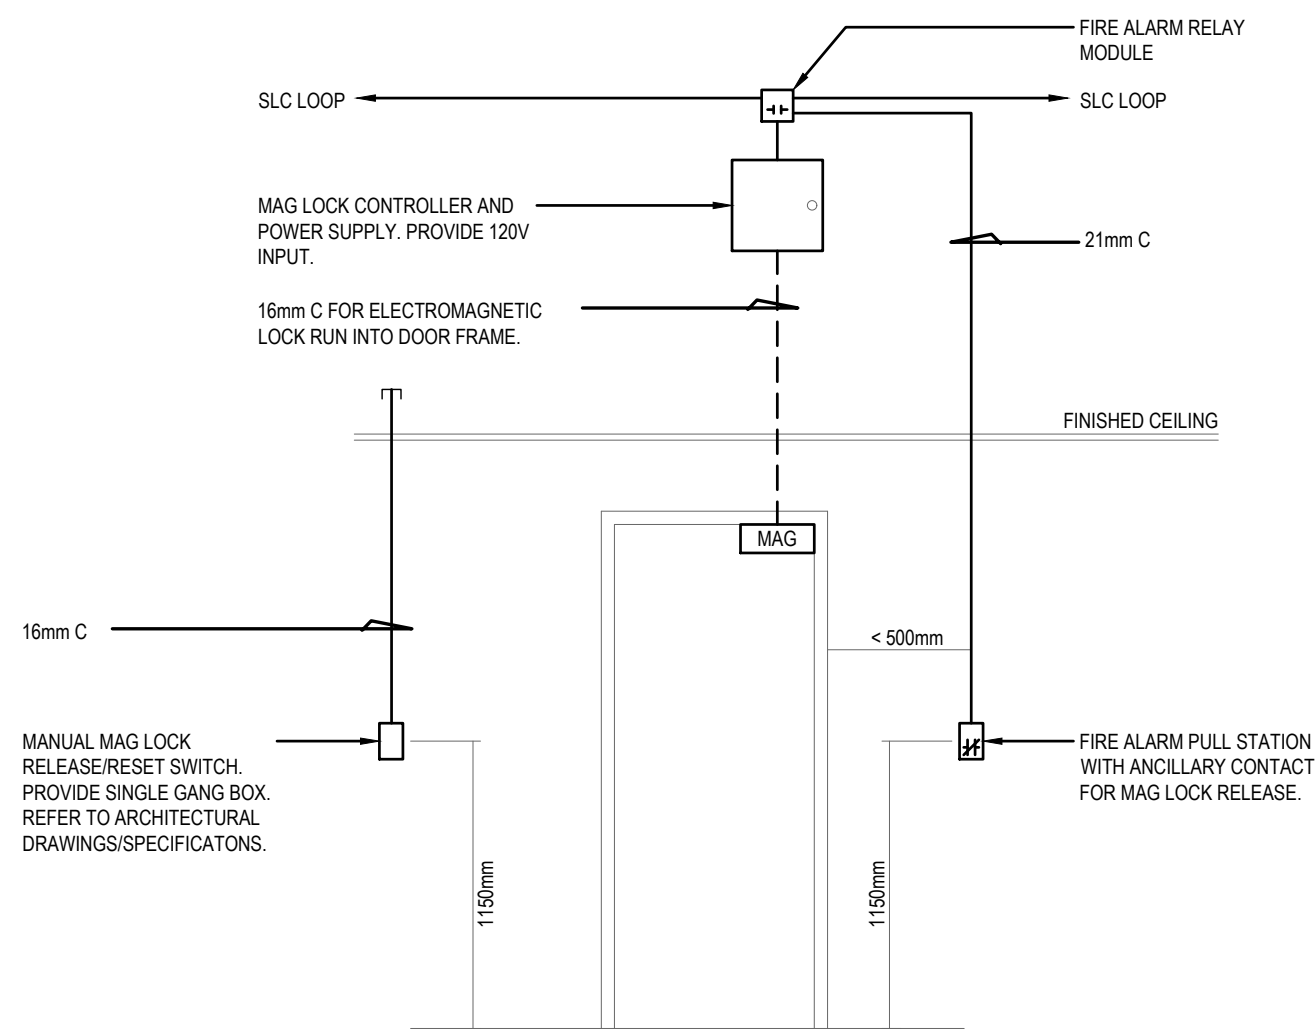 FIRE ALARM RELAY
MODULE
SLC LOOP
SLC LOOP
MAG LOCK CONTROLLER AND
POWER SUPPLY. PROVIDE 120V
INPUT.
21mm C
16mm C FOR ELECTROMAGNETIC
LOCK RUN INTO DOOR FRAME.
FINISHED CEILING
MAG
16mm C
< 500mm
MANUAL MAG LOCK
RELEASE/RESET SWITCH.
PROVIDE SINGLE GANG BOX.
REFER TO ARCHITECTURAL
DRAWINGS/SPECIFICATONS.
FIRE ALARM PULL STATION
WITH ANCILLARY CONTACT
FOR MAG LOCK RELEASE.
1150mm
1150mm